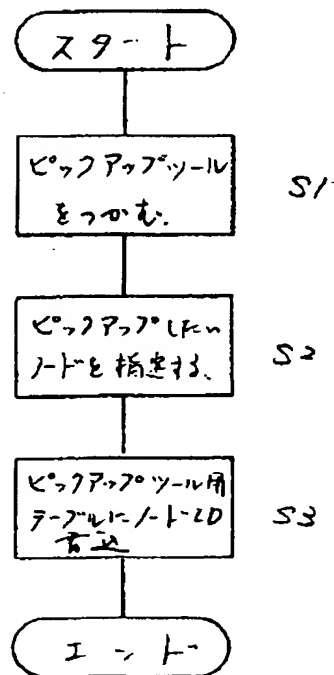 スタート
ピックアップツール
をつかむ.
S1
ピックアップしたい
ノードを指定する.
S2
ピックアップツール用
テーブルにノードID
書込
S3
エンド